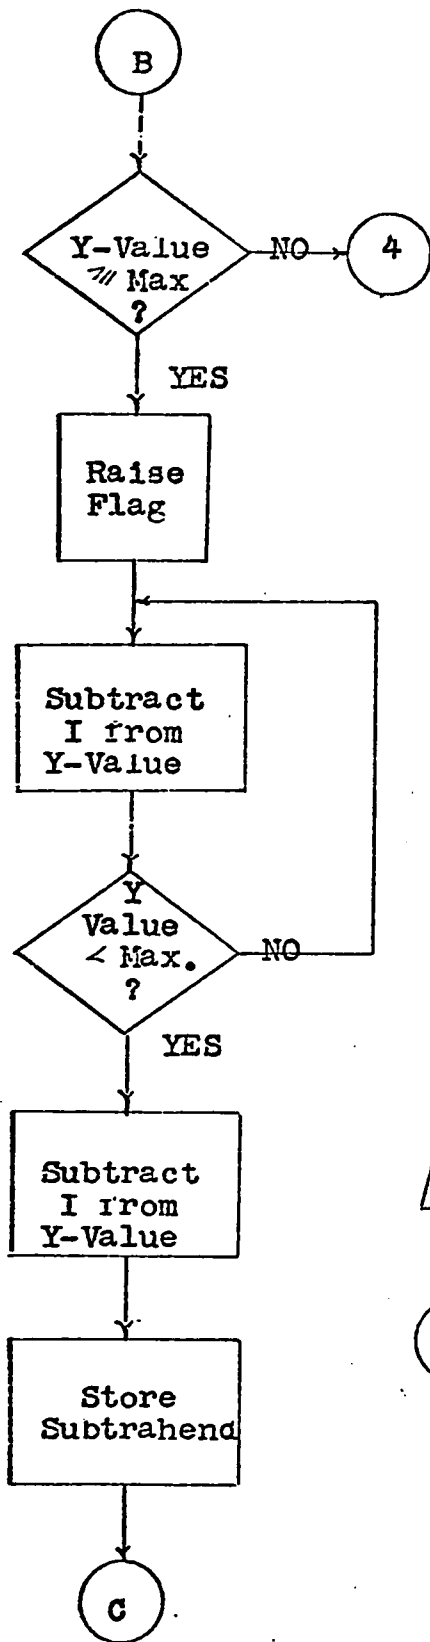 B
Y-Value
⩾ Max
?
NO
4
YES
Raise
Flag
Subtract
I from
Y-Value
Y
Value
< Max.
?
NO
YES
Subtract
I from
Y-Value
Store
Subtrahend
C